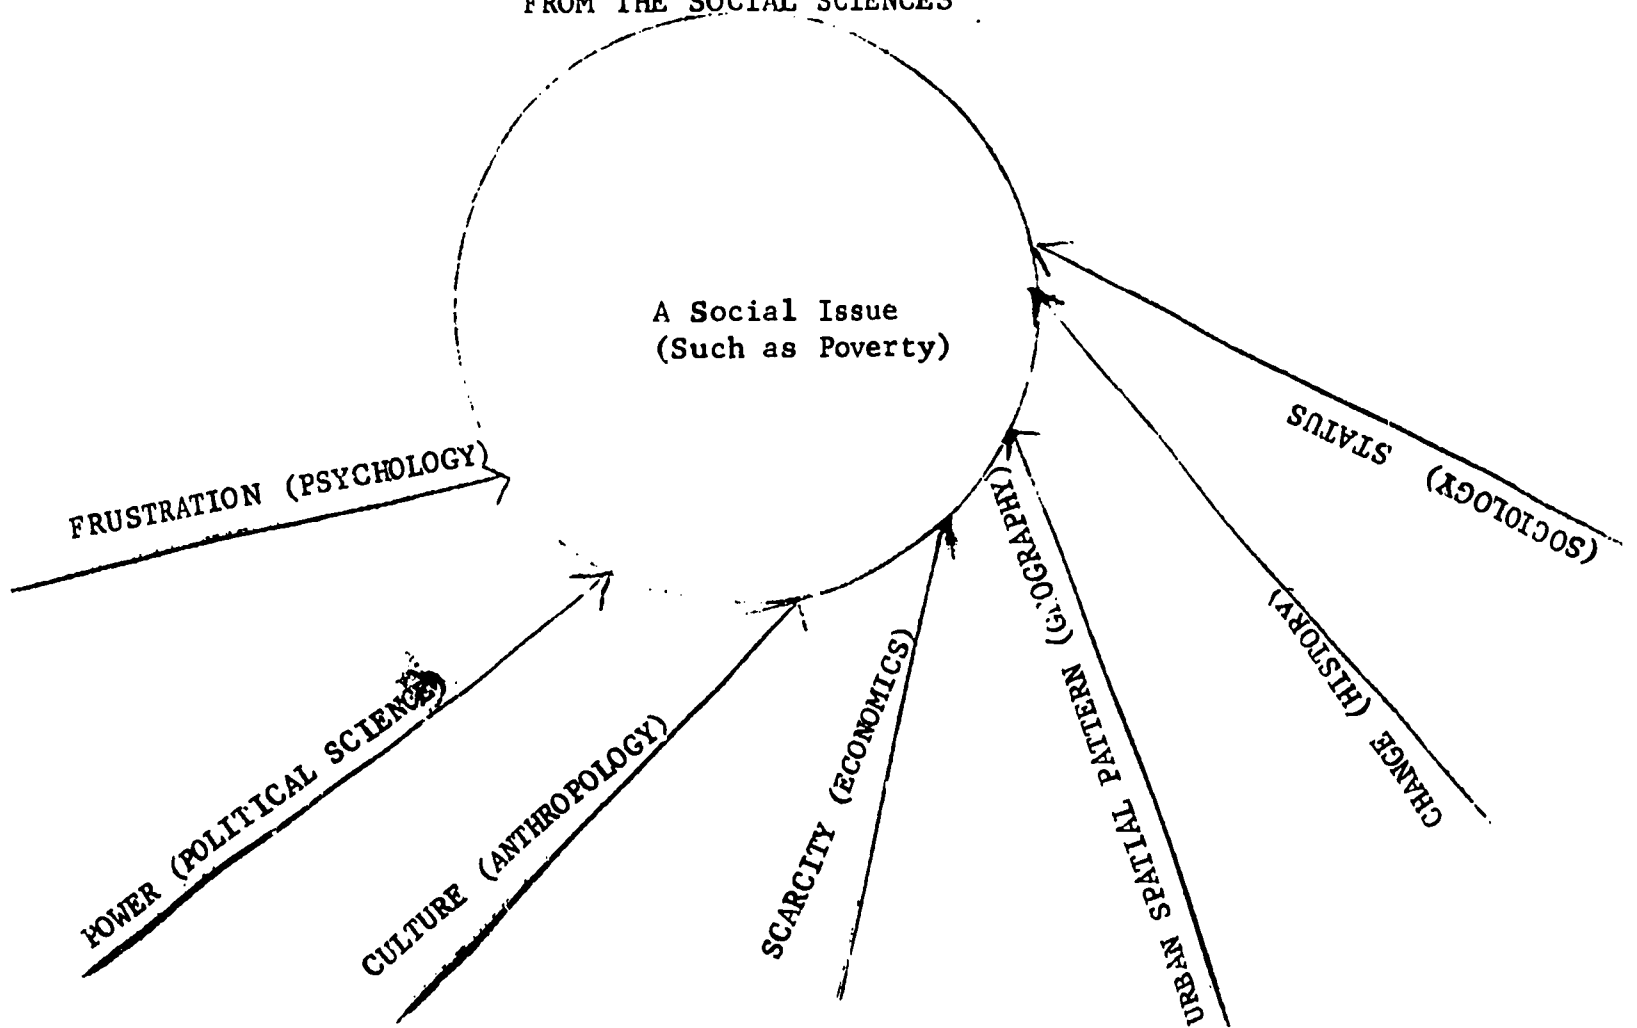 FROM THE SOCIAL SCIENCES
A Social Issue
(Such as Poverty)
FRUSTRATION (PSYCHOLOGY)
POWER (POLITICAL SCIENCE)
CULTURE (ANTHROPOLOGY)
SCARCITY (ECONOMICS)
URBAN SPATIAL PATTERN (GEOGRAPHY)
CHANGE (HISTORY)
STATUS (SOCIOLOGY)